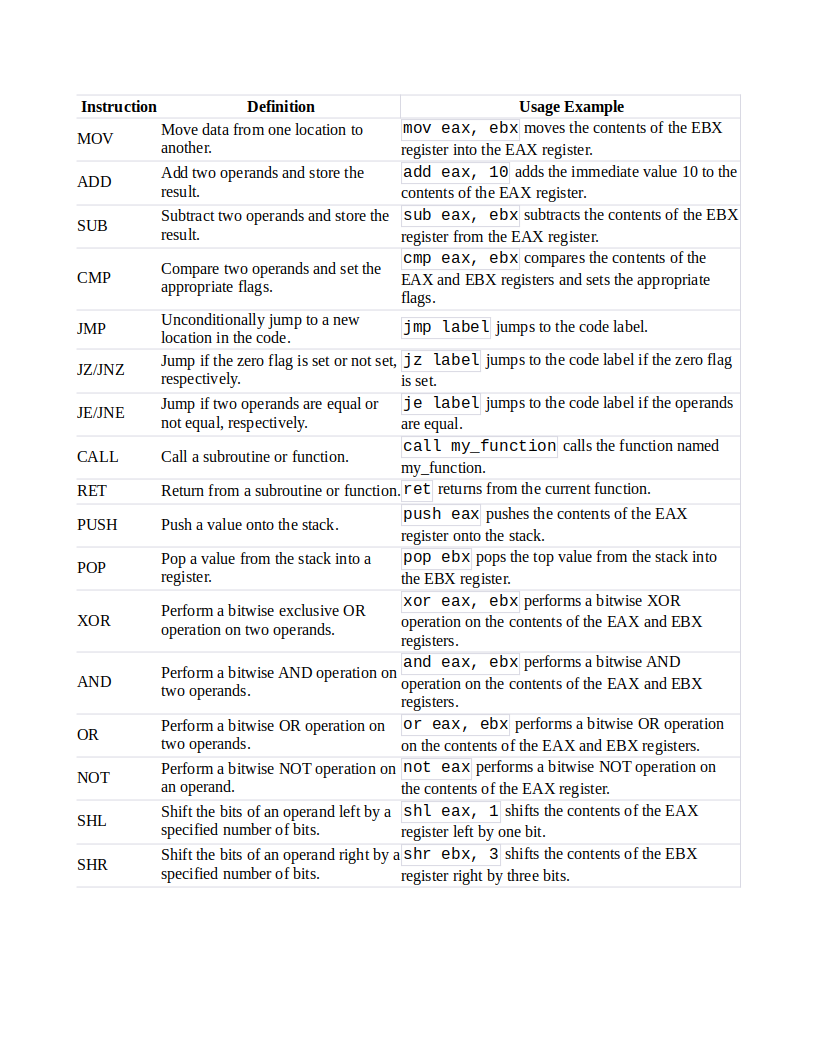 Instruction Definition Usage Example
MOV
Move data from one location to
another.
mov eax, ebx moves the contents of the EBX
register into the EAX register.
ADD
Add two operands and store the
result.
add eax, 10 adds the immediate value 10 to the
contents of the EAX register.
SUB
Subtract two operands and store the
result.
sub eax, ebx subtracts the contents of the EBX
register from the EAX register.
CMP
Compare two operands and set the
appropriate flags.
cmp eax, ebx compares the contents of the
EAX and EBX registers and sets the appropriate
flags.
JMP
Unconditionally jump to a new
location in the code.
jmp label jumps to the code label.
JZ/JNZ
Jump if the zero flag is set or not set,
respectively.
jz label jumps to the code label if the zero flag
is set.
JE/JNE
Jump if two operands are equal or
not equal, respectively.
je label jumps to the code label if the operands
are equal.
CALL
Call a subroutine or function.
call my_function calls the function named
my_function.
RET
Return from a subroutine or function.
ret returns from the current function.
PUSH
Push a value onto the stack.
push eax pushes the contents of the EAX
register onto the stack.
POP
Pop a value from the stack into a
register.
pop ebx pops the top value from the stack into
the EBX register.
XOR
Perform a bitwise exclusive OR
operation on two operands.
xor eax, ebx performs a bitwise XOR
operation on the contents of the EAX and EBX
registers.
AND
Perform a bitwise AND operation on
two operands.
and eax, ebx performs a bitwise AND
operation on the contents of the EAX and EBX
registers.
OR
Perform a bitwise OR operation on
two operands.
or eax, ebx performs a bitwise OR operation
on the contents of the EAX and EBX registers.
NOT
Perform a bitwise NOT operation on
an operand.
not eax performs a bitwise NOT operation on
the contents of the EAX register.
SHL
Shift the bits of an operand left by a
specified number of bits.
shl eax, 1 shifts the contents of the EAX
register left by one bit.
SHR
Shift the bits of an operand right by a
specified number of bits.
shr ebx, 3 shifts the contents of the EBX
register right by three bits.